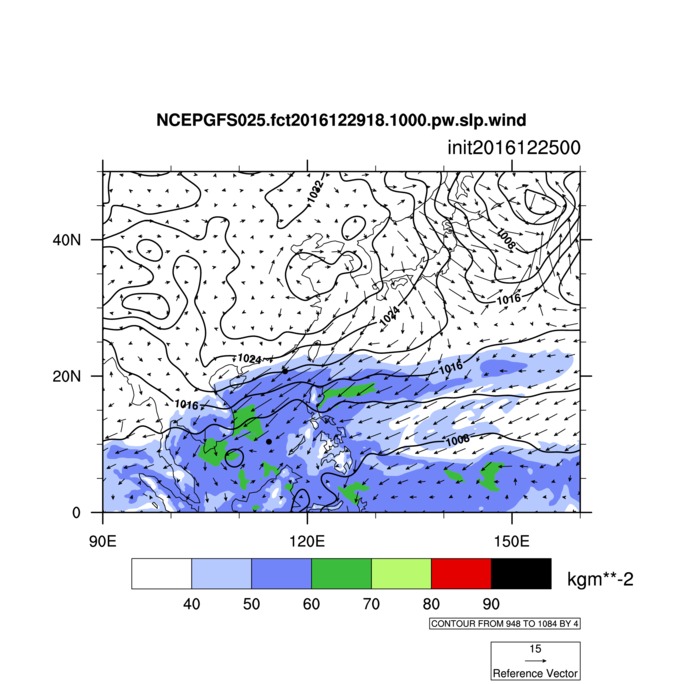 NCEPGFS025.fct2016122918.1000.pw.slp.wind
init2016122500
1032
40N
1008
1016
1024
1024
1016
20N
1016
1008
0
90E 120E 150E
40 50 60 70 80 90
kgm**-2
CONTOUR FROM 948 TO 1084 BY 4
15
Reference Vector